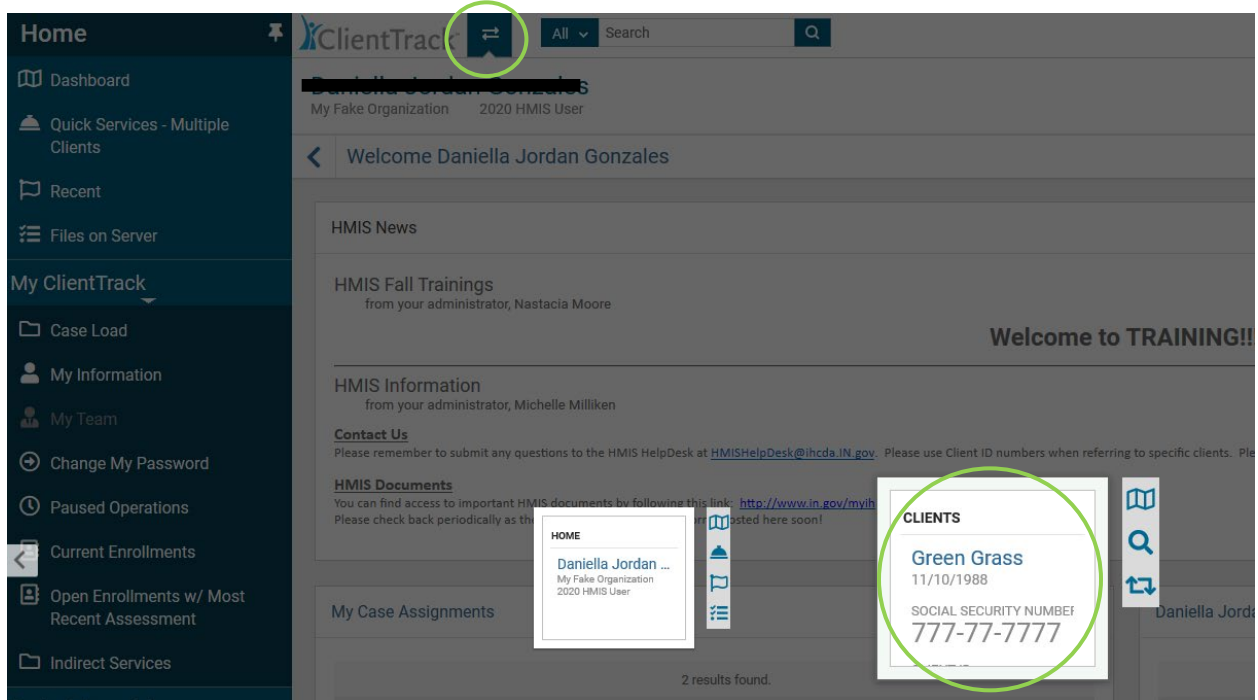 Home
Dashboard
Quick Services - Multiple
Clients
Recent
Files on Server
My ClientTrack
Case Load
My Information
My Team
Change My Password
Paused Operations
Current Enrollments
Open Enrollments w/ Most
Recent Assessment
Indirect Services
ClientTrack
All
Search
My Fake Organization 2020 HMIS User
Welcome Daniella Jordan Gonzales
HMIS News
HMIS Fall Trainings
from your administrator, Nastacia Moore
Welcome to TRAINING!!!
HMIS Information
from your administrator, Michelle Milliken
Contact Us
Please remember to submit any questions to the HMIS HelpDesk at HMISHelpDesk@ihcda.IN.gov. Please use Client ID numbers when referring to specific clients. Ple
HMIS Documents
You can find access to important HMIS documents by following this link: http://www.in.gov/myih
Please check back periodically as the
posted here soon!
HOME
Daniella Jordan ...
My Fake Organization
2020 HMIS User
CLIENTS
Green Grass
11/10/1988
SOCIAL SECURITY NUMBER
777-77-7777
My Case Assignments
Daniella Jorda
2 results found.